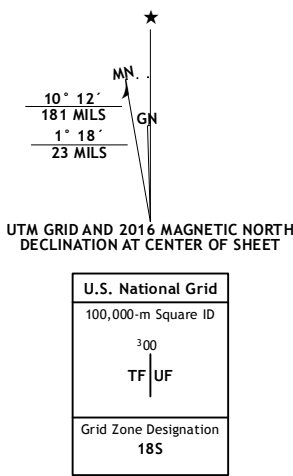 ★
MN
10° 12´
181 MILS
GN
1° 18´
23 MILS
UTM GRID AND 2016 MAGNETIC NORTH
DECLINATION AT CENTER OF SHEET
U.S. National Grid
100,000-m Square ID
³00
TF UF
Grid Zone Designation
18S